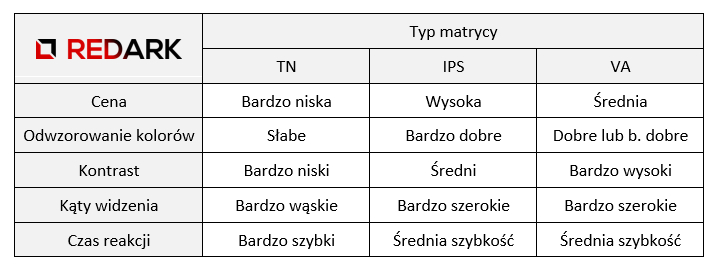 REDARK
Typ matrycy
TN IPS VA
Cena Bardzo niska Wysoka Średnia
Odwzorowanie kolorów Słabe Bardzo dobre Dobre lub b. dobre
Kontrast Bardzo niski Średni Bardzo wysoki
Kąty widzenia Bardzo wąskie Bardzo szerokie Bardzo szerokie
Czas reakcji Bardzo szybki Średnia szybkość Średnia szybkość